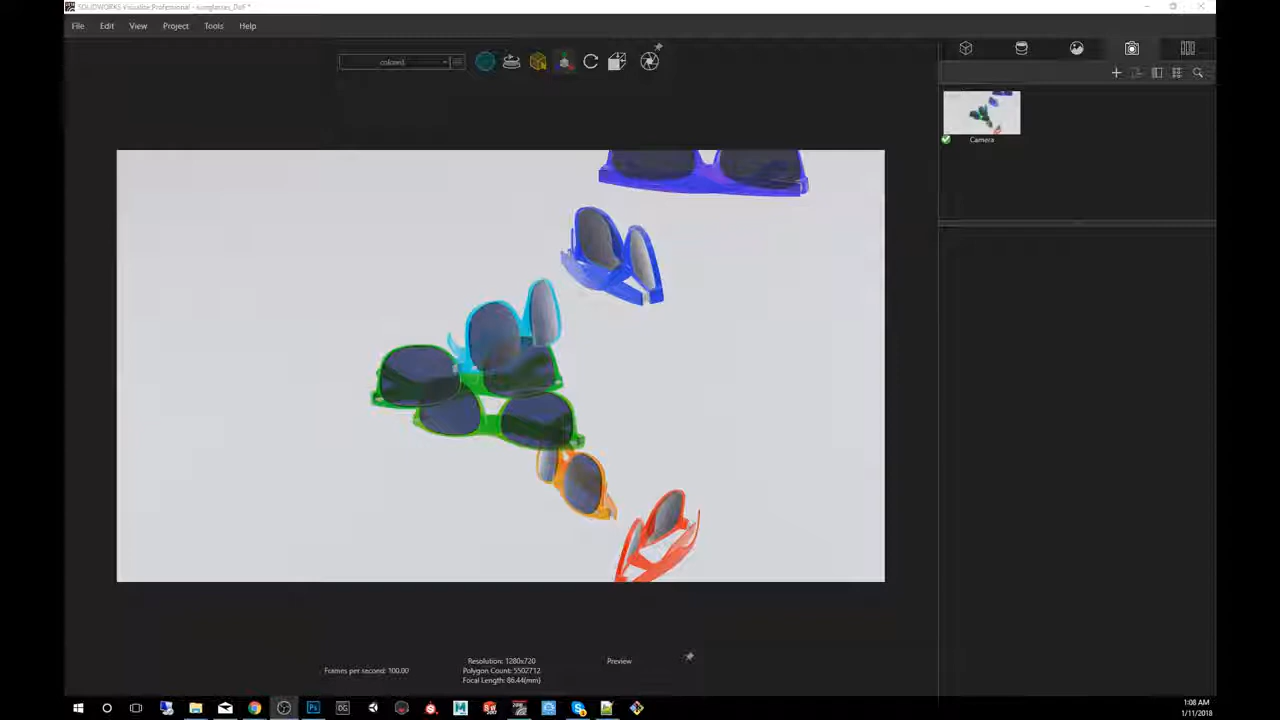 SOLIDWORKS Visualize Professional - sunglasses_DoF *
File Edit View Project Tools Help
colored
Camera
Resolution: 1280x720
Frames per second: 100.00
Polygon Count: 5502712
Focal Length: 86.44(mm)
Preview
1:08 AM
1/11/2018